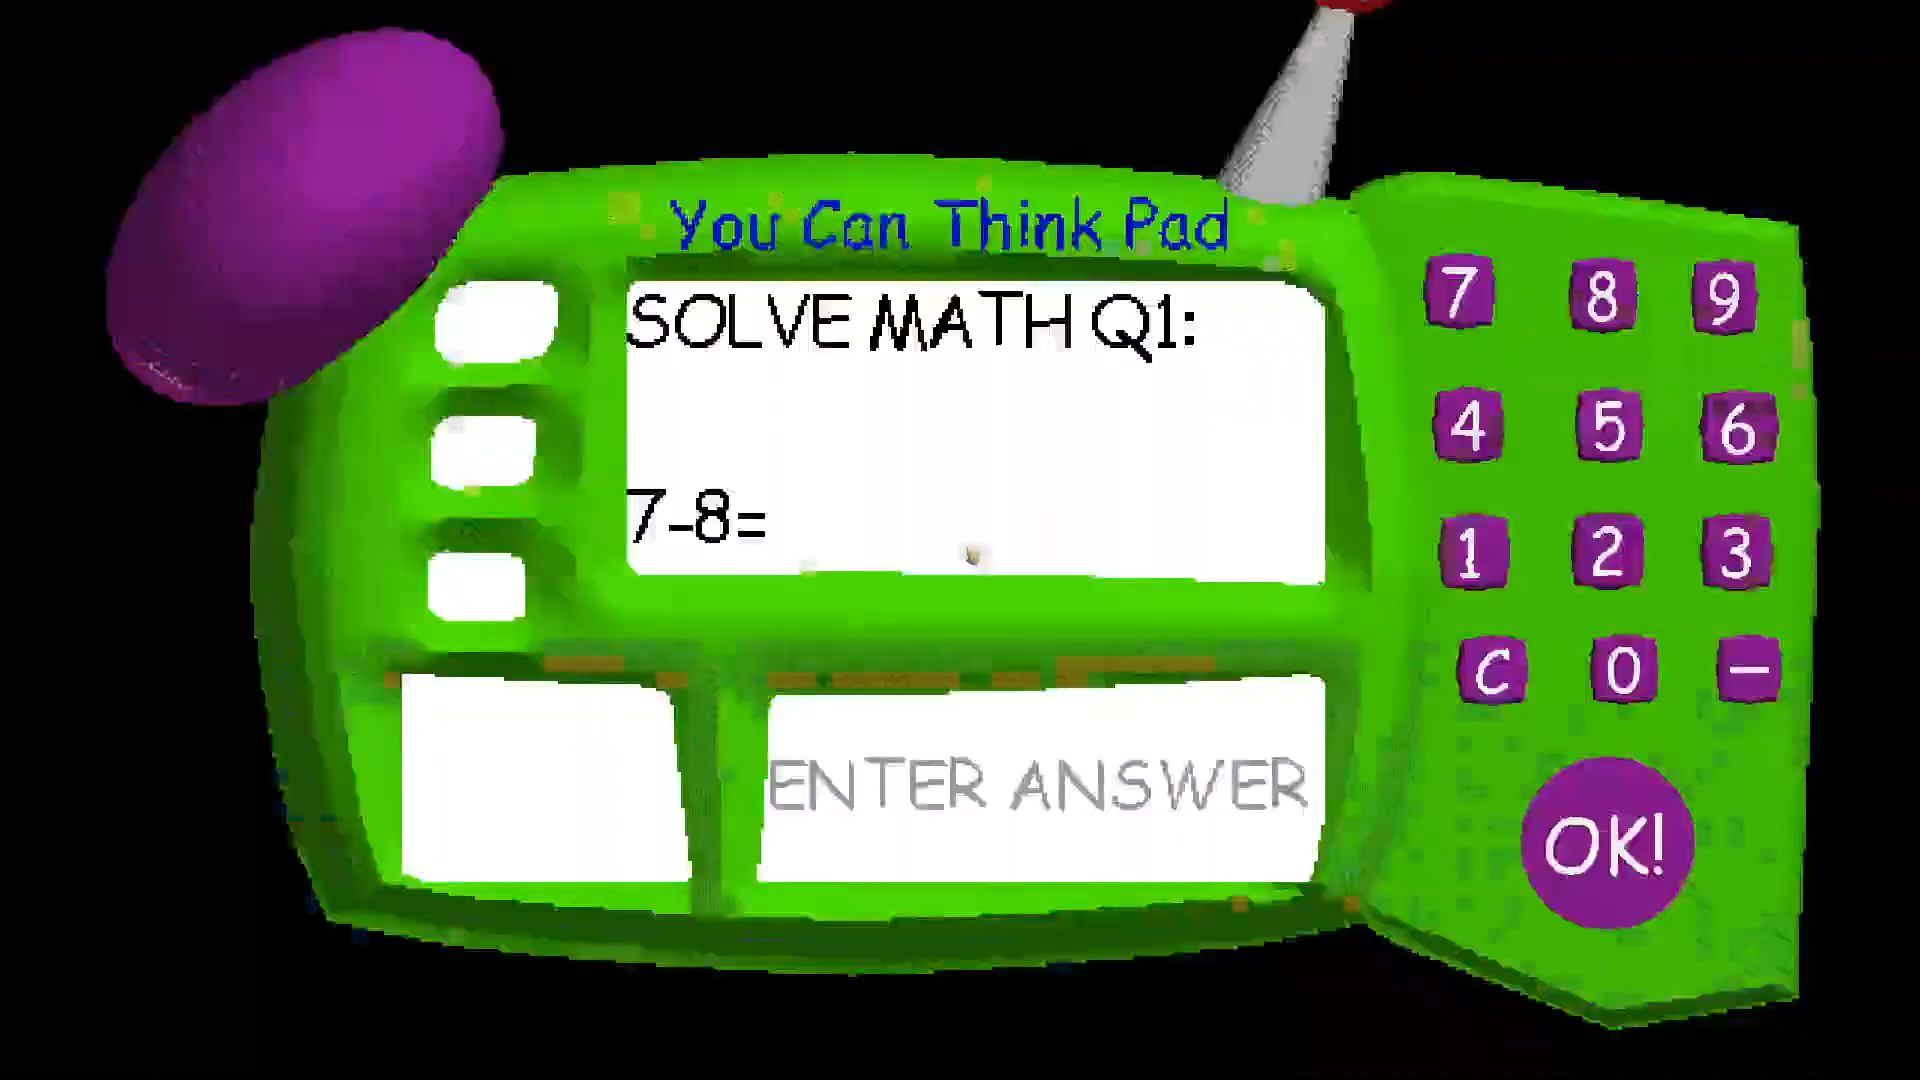 You Can Think Pad
SOLVE MATH Q1:
7-8=
ENTER ANSWER
7 8 9
4 5 6
1 2 3
C 0 -
OK!